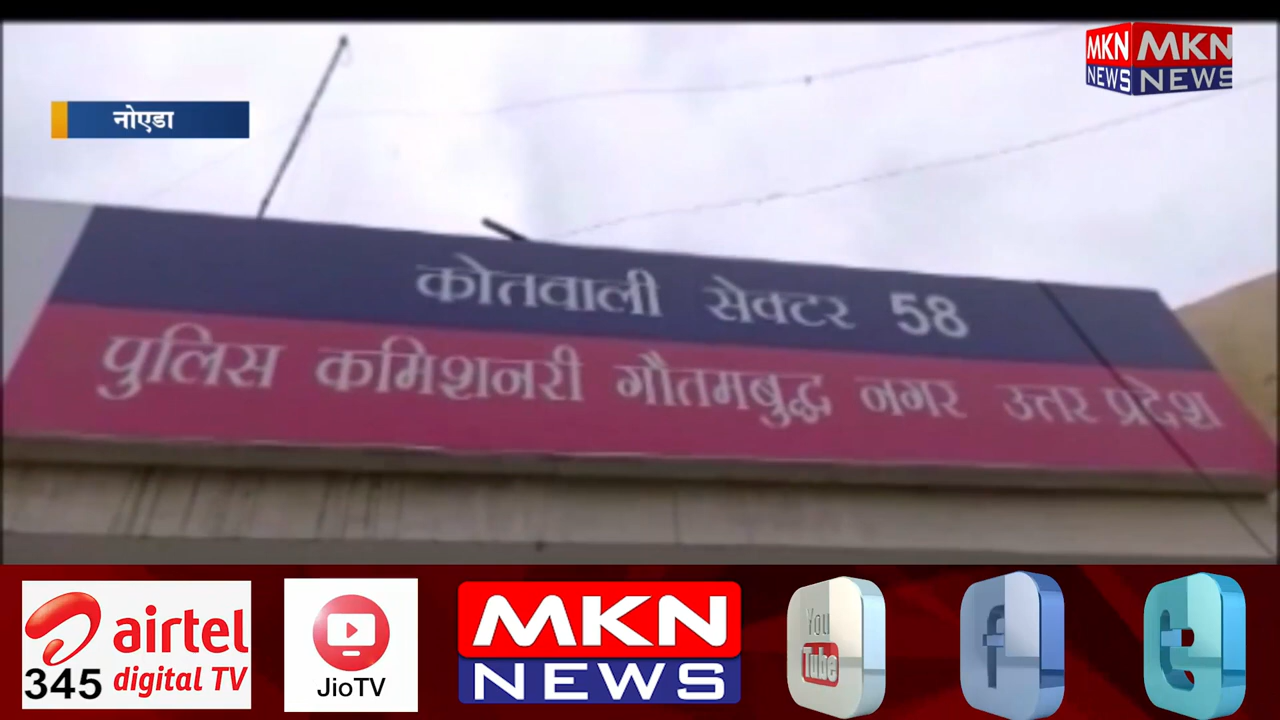 MKN NEWS MKN NEWS
नोएडा
कोतवाली सेक्टर 58
पुलिस कमिशनरी गौतमबुद्ध नगर उत्तर प्रदेश
airtel
digital TV
345
JioTV
MKN
NEWS
You
Tube
f
t